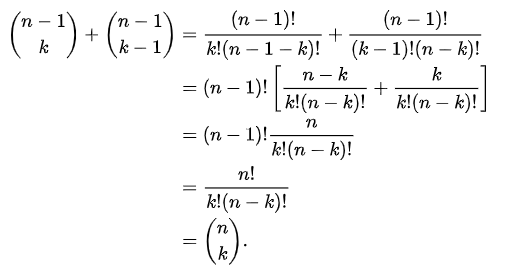 \binom{n-1}{k} + \binom{n-1}{k-1} = \frac{(n-1)!}{k!(n-1-k)!} + \frac{(n-1)!}{(k-1)!(n-k)!}
= (n-1)! \left[ \frac{n-k}{k!(n-k)!} + \frac{k}{k!(n-k)!} \right]
= (n-1)! \frac{n}{k!(n-k)!}
= \frac{n!}{k!(n-k)!}
= \binom{n}{k}.